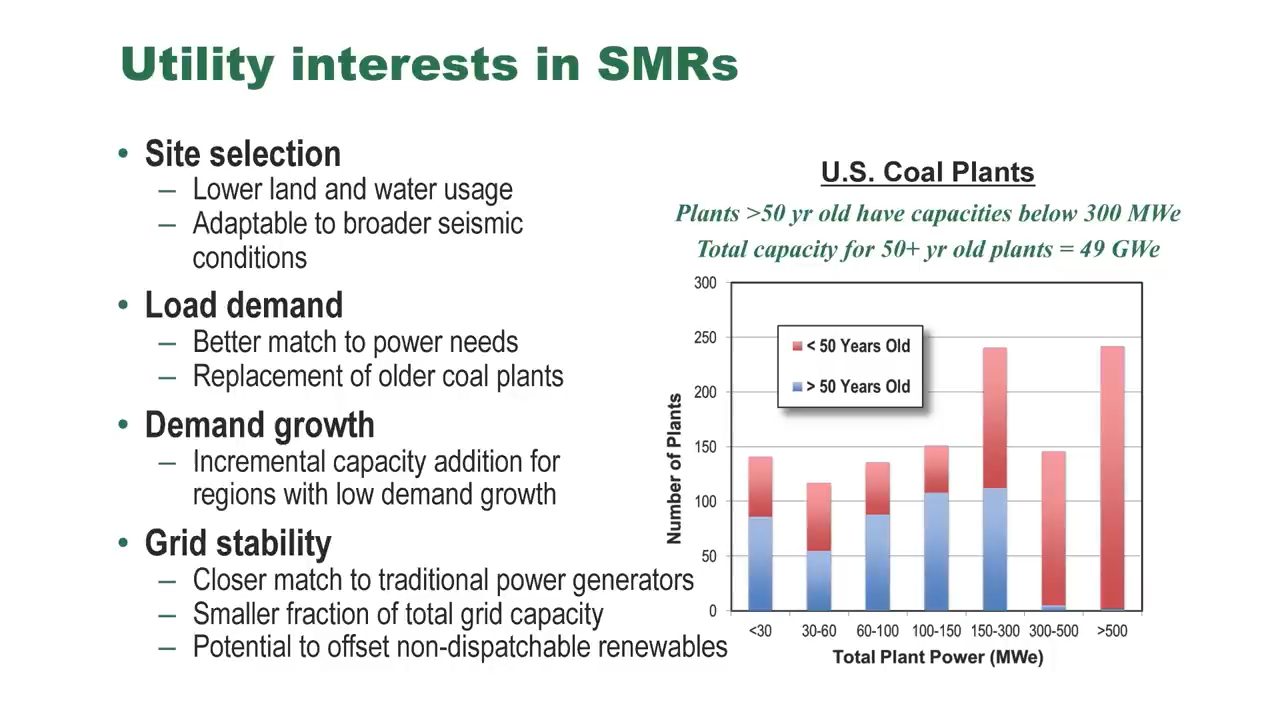 Utility interests in SMRs
• Site selection
– Lower land and water usage
– Adaptable to broader seismic
conditions
• Load demand
– Better match to power needs
– Replacement of older coal plants
• Demand growth
– Incremental capacity addition for
regions with low demand growth
• Grid stability
– Closer match to traditional power generators
– Smaller fraction of total grid capacity
– Potential to offset non-dispatchable renewables
U.S. Coal Plants
Plants >50 yr old have capacities below 300 MWe
Total capacity for 50+ yr old plants = 49 GWe
Number of Plants
300
250
200
150
100
50
0
< 50 Years Old
> 50 Years Old
<30 30-60 60-100 100-150 150-300 300-500 >500
Total Plant Power (MWe)